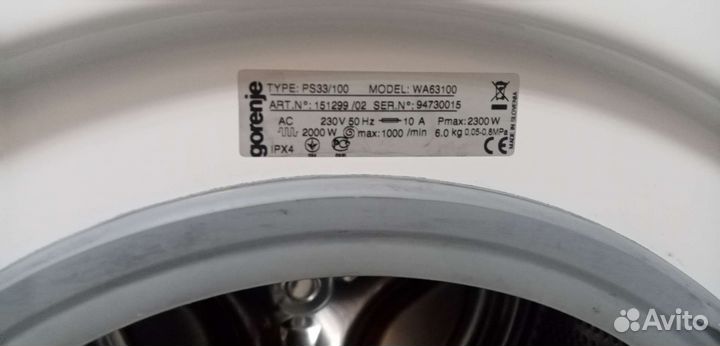 gorenje
TYPE: PS33/100 MODEL: WA63100
ART.N°: 151299 /02 SER.N°: 94730015
AC 230V 50 Hz 10 A Pmax: 2300 W
2000 W max: 1000 /min 6.0 kg 0,05-0,8MPa
IPX4 CE
MADE IN SLOVENIA
Avito